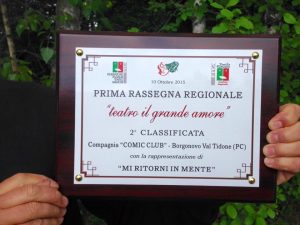 10 Ottobre 2015
PRIMA RASSEGNA REGIONALE
"teatro il grande amore"
2ª CLASSIFICATA
Compagnia "COMIC CLUB" - Borgonovo Val Tidone (PC)
con la rappresentazione di
"MI RITORNI IN MENTE"